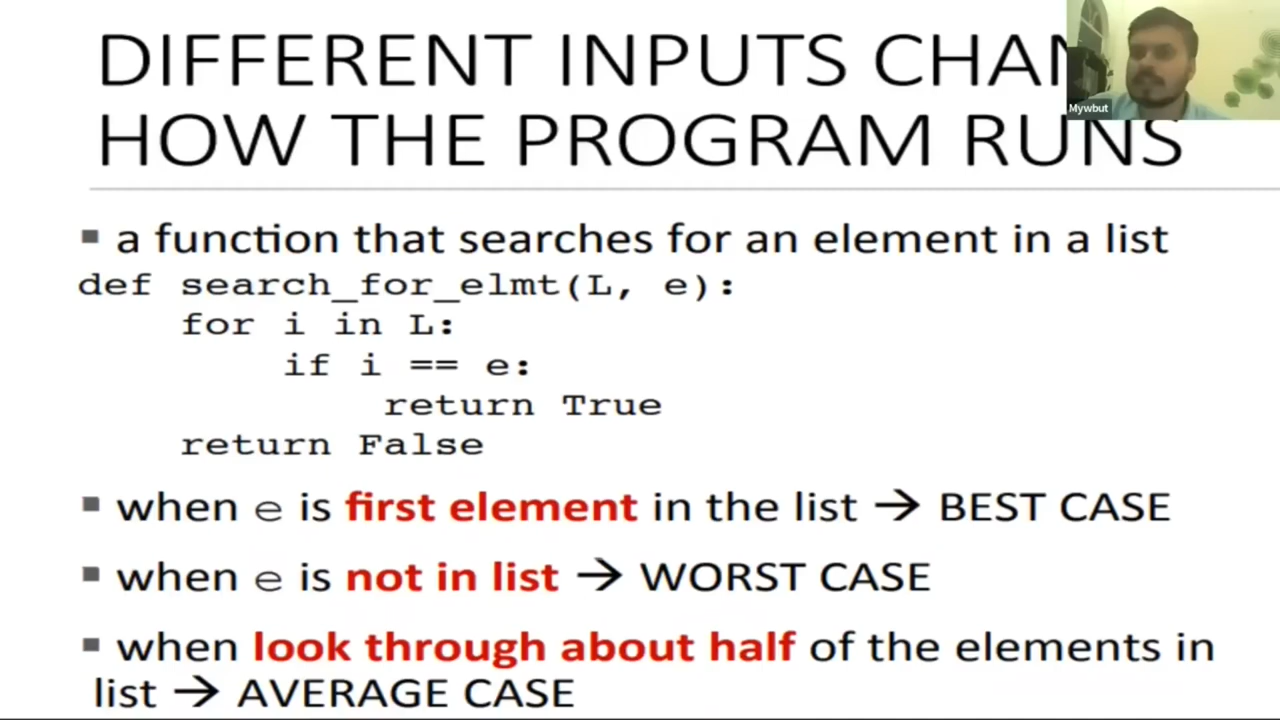 DIFFERENT INPUTS CHAN
Mywbut
HOW THE PROGRAM RUNS
▪ a function that searches for an element in a list
def search_for_elmt(L, e):
    for i in L:
        if i == e:
            return True
    return False
▪ when e is first element in the list → BEST CASE
▪ when e is not in list → WORST CASE
▪ when look through about half of the elements in
list → AVERAGE CASE